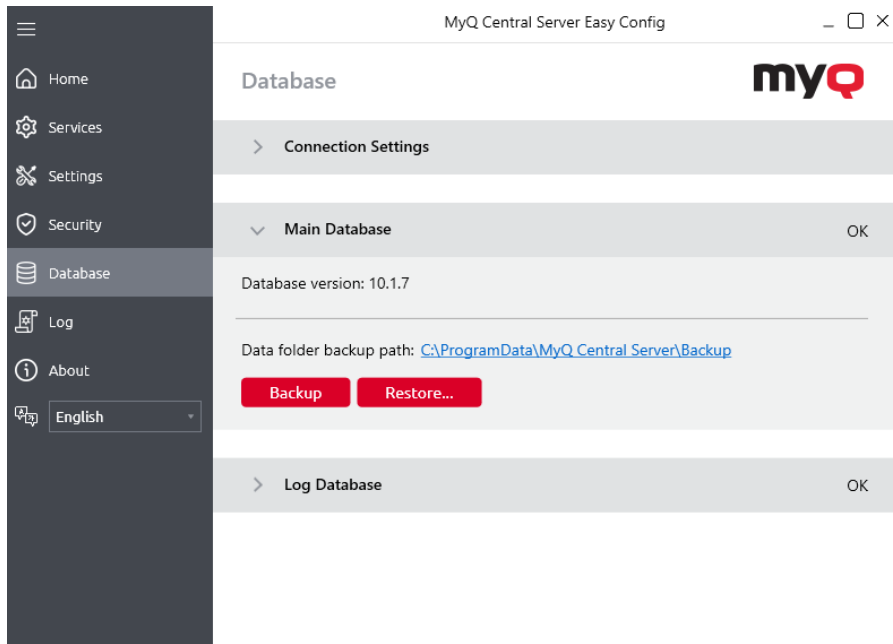 MyQ Central Server Easy Config
Home
Services
Settings
Security
Database
Log
About
English
Database
myQ
Connection Settings
Main Database OK
Database version: 10.1.7
Data folder backup path: C:\ProgramData\MyQ Central Server\Backup
Backup Restore...
Log Database OK